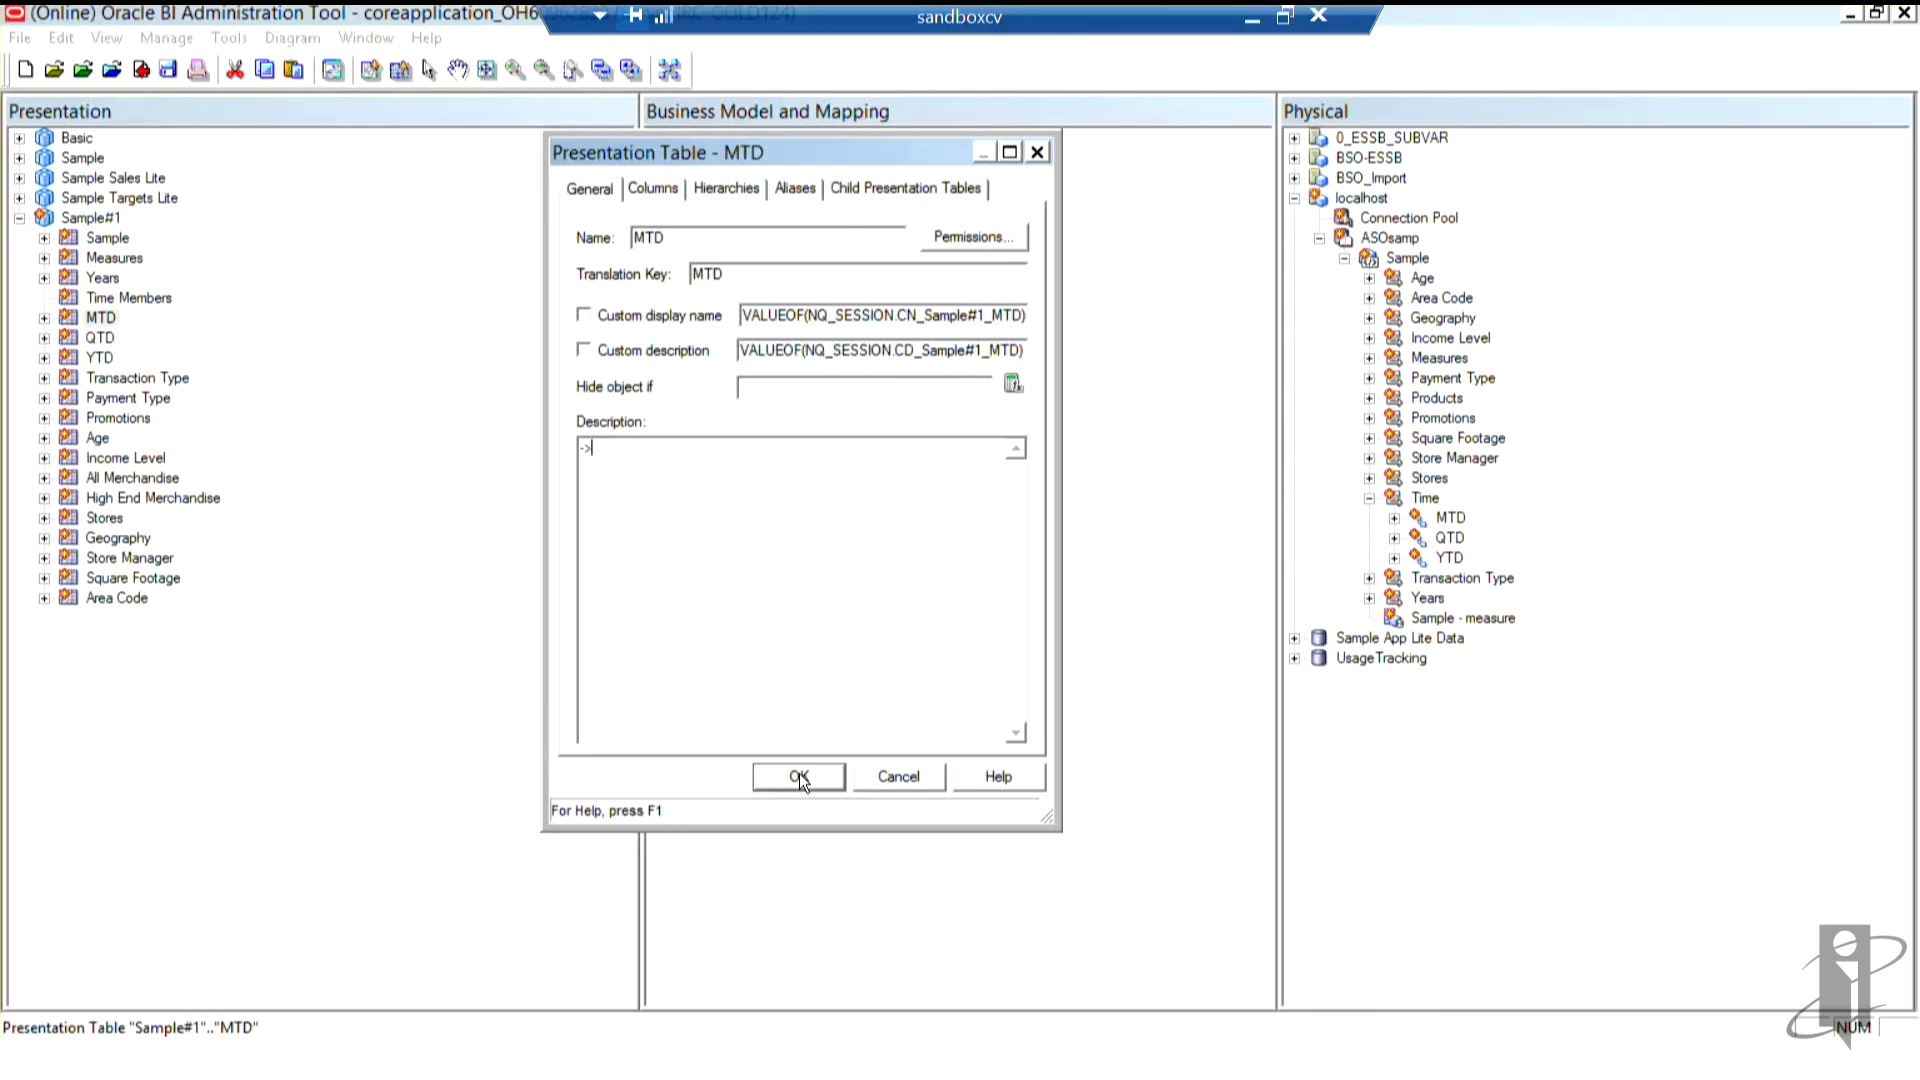 (Online) Oracle BI Administration Tool - coreapplication_OH6
sandboxcv
File Edit View Manage Tools Diagram Window Help
Presentation
Basic
Sample
Sample Sales Lite
Sample Targets Lite
Sample#1
Sample
Measures
Years
Time Members
MTD
QTD
YTD
Transaction Type
Payment Type
Promotions
Age
Income Level
All Merchandise
High End Merchandise
Stores
Geography
Store Manager
Square Footage
Area Code
Business Model and Mapping
Presentation Table - MTD
General Columns Hierarchies Aliases Child Presentation Tables
Name: MTD Permissions...
Translation Key: MTD
Custom display name VALUEOF(NQ_SESSION.CN_Sample#1_MTD)
Custom description VALUEOF(NQ_SESSION.CD_Sample#1_MTD)
Hide object if
Description:
->
OK Cancel Help
For Help, press F1
Physical
0_ESSB_SUBVAR
BSO-ESSB
BSO_Import
localhost
Connection Pool
ASOsamp
Sample
Age
Area Code
Geography
Income Level
Measures
Payment Type
Products
Promotions
Square Footage
Store Manager
Stores
Time
MTD
QTD
YTD
Transaction Type
Years
Sample - measure
Sample App Lite Data
UsageTracking
Presentation Table "Sample#1".."MTD"
NUM